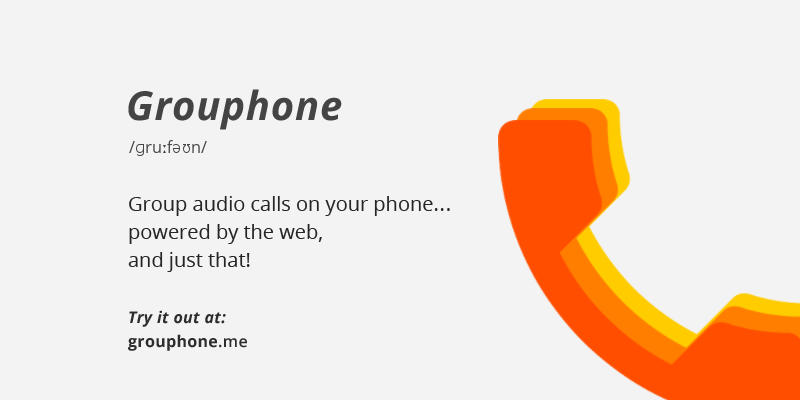 Grouphone
/gruːfəʊn/
Group audio calls on your phone...
powered by the web,
and just that!
Try it out at:
grouphone.me